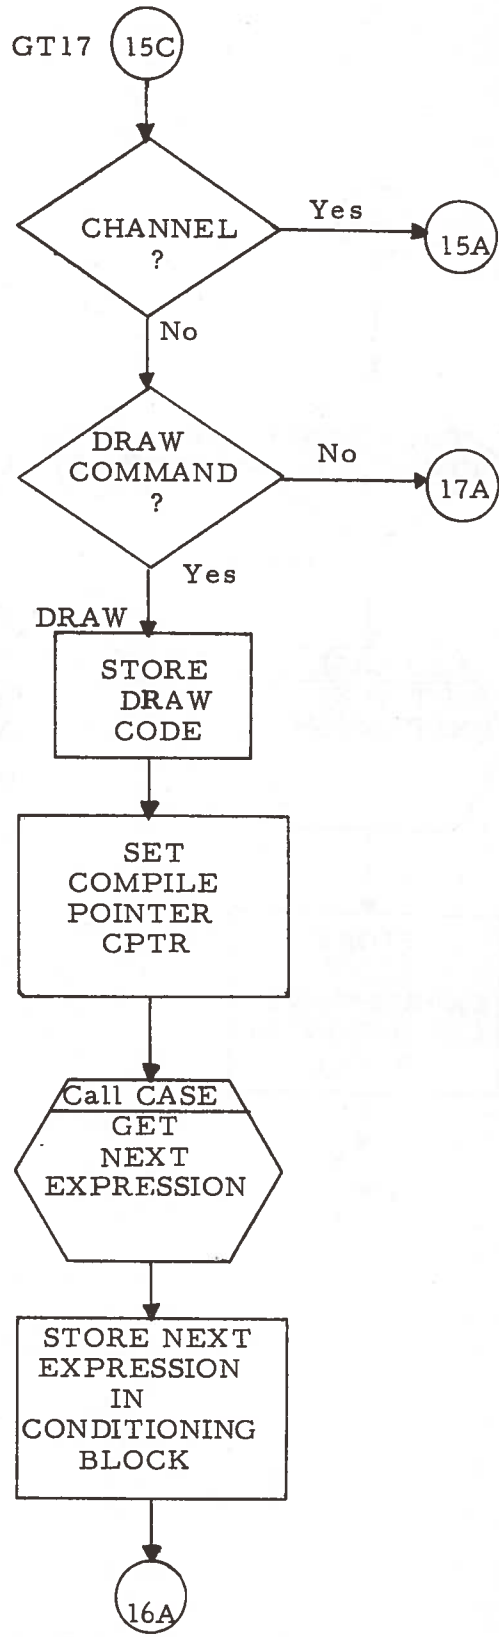 GT17 15C
CHANNEL
?
Yes
15A
No
DRAW
COMMAND
?
No
17A
Yes
DRAW
STORE
DRAW
CODE
SET
COMPILE
POINTER
CPTR
Call CASE
GET
NEXT
EXPRESSION
STORE NEXT
EXPRESSION
IN
CONDITIONING
BLOCK
16A